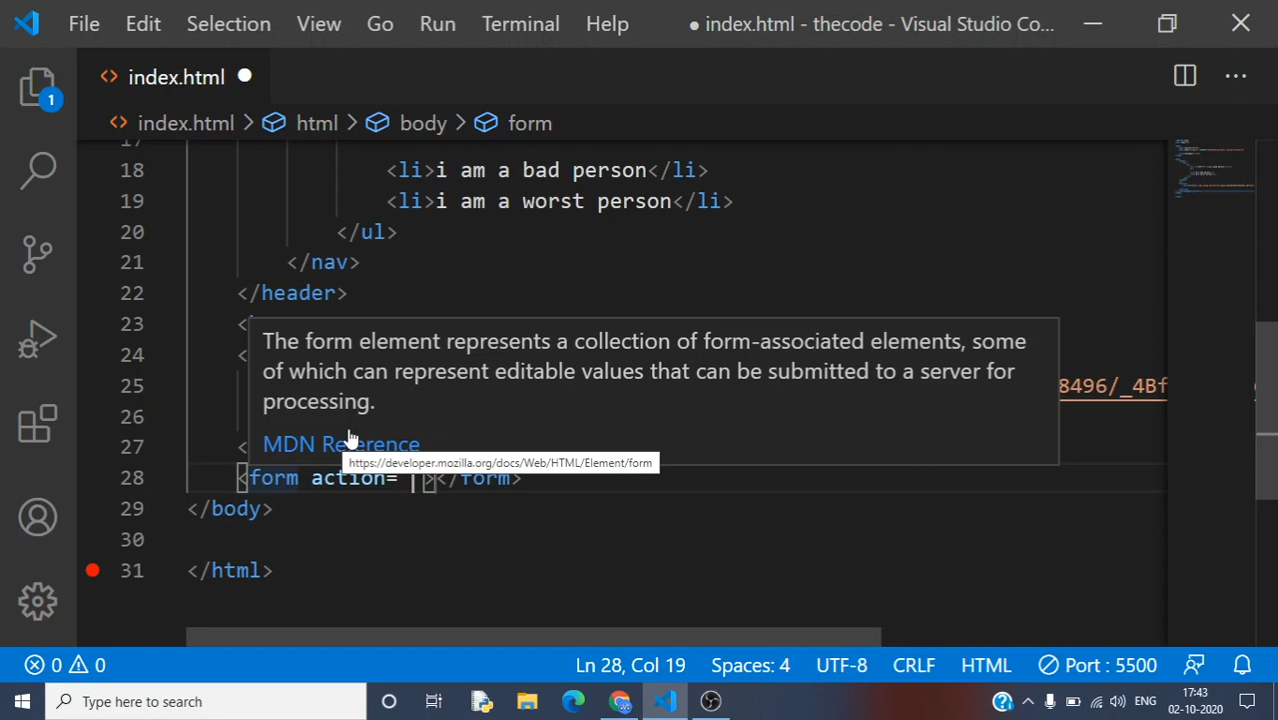 File Edit Selection View Go Run Terminal Help ● index.html - thecode - Visual Studio Co...
index.html
index.html > html > body > form
17
18 <li>i am a bad person</li>
19 <li>i am a worst person</li>
20 </ul>
21 </nav>
22 </header>
23 <
The form element represents a collection of form-associated elements, some
24 <
of which can represent editable values that can be submitted to a server for
25 8496/_4Bf
processing.
26
27 <
MDN Reference
https://developer.mozilla.org/docs/Web/HTML/Element/form
28 <form action= ></form>
29 </body>
30
31 </html>
1
0 0 Ln 28, Col 19 Spaces: 4 UTF-8 CRLF HTML Port : 5500
Type here to search ENG 17:43
02-10-2020